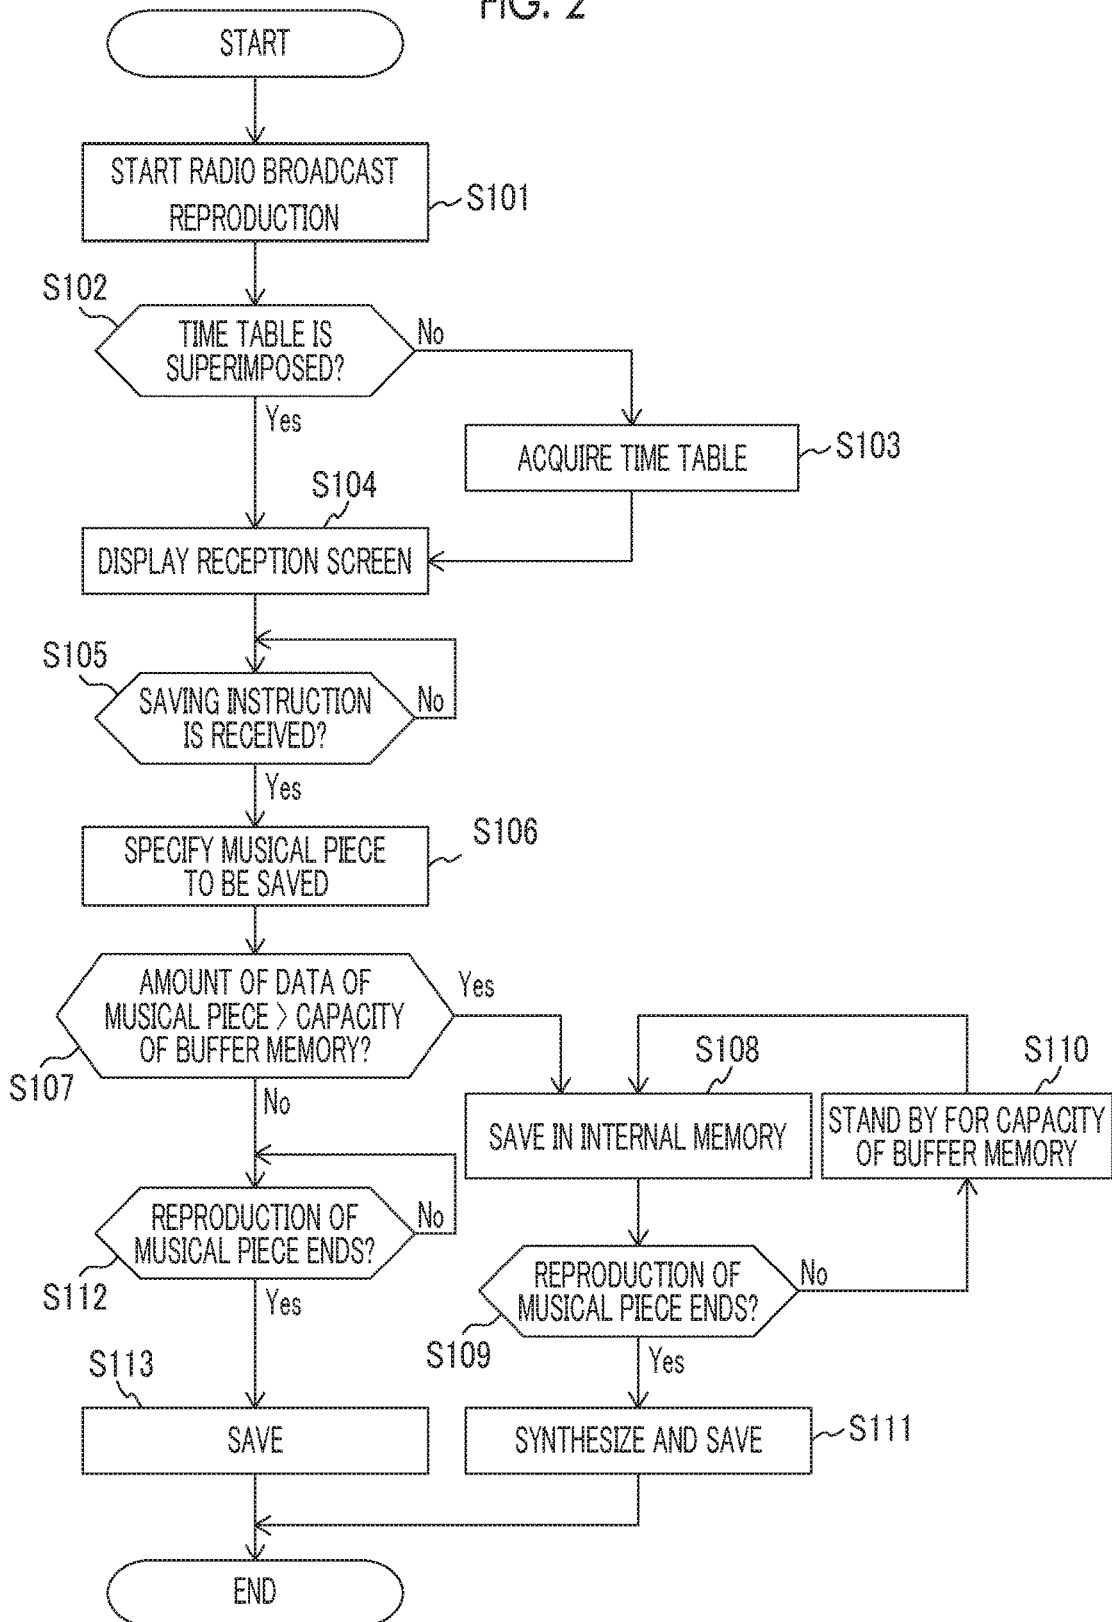 FIG. 2
START
START RADIO BROADCAST
REPRODUCTION
S101
S102
TIME TABLE IS
SUPERIMPOSED?
No
Yes
ACQUIRE TIME TABLE
S103
S104
DISPLAY RECEPTION SCREEN
S105
SAVING INSTRUCTION
IS RECEIVED?
No
Yes
SPECIFY MUSICAL PIECE
TO BE SAVED
S106
AMOUNT OF DATA OF
MUSICAL PIECE > CAPACITY
OF BUFFER MEMORY?
Yes
S107
No
S108
SAVE IN INTERNAL MEMORY
S110
STAND BY FOR CAPACITY
OF BUFFER MEMORY
REPRODUCTION OF
MUSICAL PIECE ENDS?
No
S112
Yes
REPRODUCTION OF
MUSICAL PIECE ENDS?
No
S109
Yes
S113
SAVE
SYNTHESIZE AND SAVE
S111
END